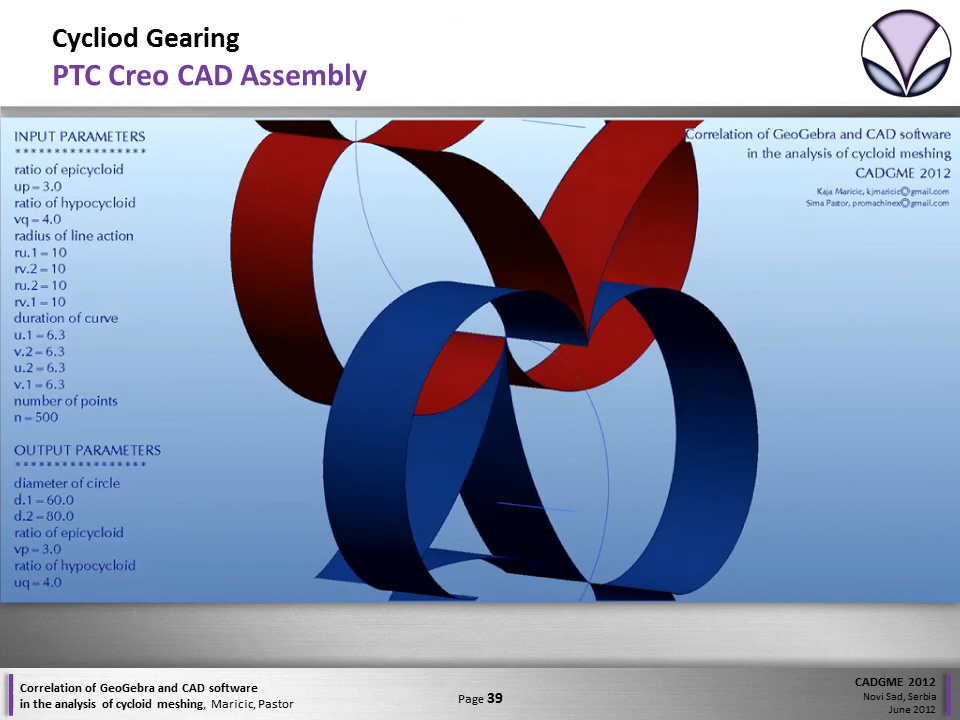 Cycliod Gearing
PTC Creo CAD Assembly
INPUT PARAMETERS
*****************
ratio of epicycloid
up = 3.0
ratio of hypocycloid
vq = 4.0
radius of line action
ru.1 = 10
rv.2 = 10
ru.2 = 10
rv.1 = 10
duration of curve
u.1 = 6.3
v.2 = 6.3
u.2 = 6.3
v.1 = 6.3
number of points
n = 500
OUTPUT PARAMETERS
*****************
diameter of circle
d.1 = 60.0
d.2 = 80.0
ratio of epicycloid
vp = 3.0
ratio of hypocycloid
uq = 4.0
Correlation of GeoGebra and CAD software
in the analysis of cycloid meshing
CADGME 2012
Kaja Maricic, kjmaricic@gmail.com
Sima Pastor, promachinex@gmail.com
Correlation of GeoGebra and CAD software
in the analysis of cycloid meshing, Maricic, Pastor
Page 39
CADGME 2012
Novi Sad, Serbia
June 2012